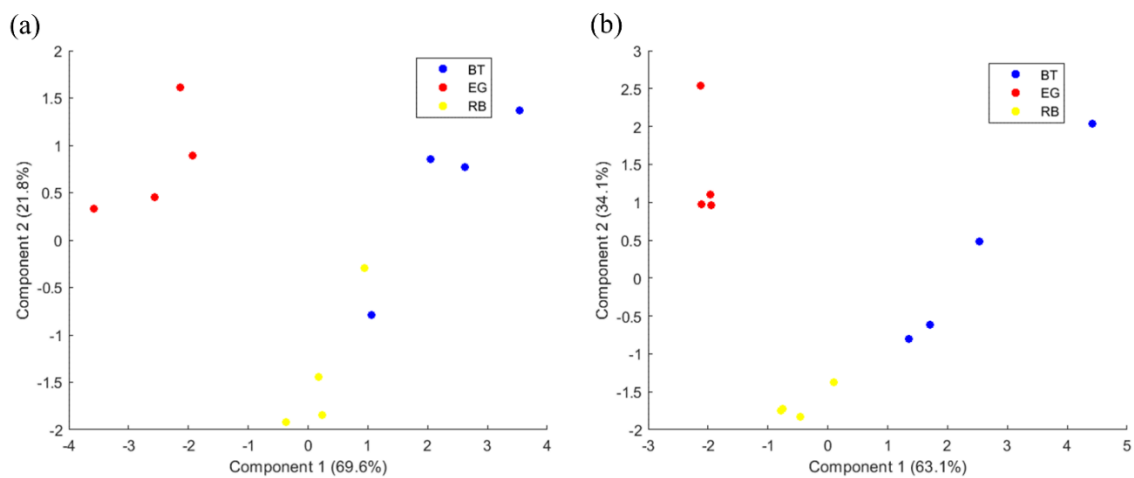 (a)
2
1.5
1
0.5
0
-0.5
-1
-1.5
-2
Component 2 (21.8%)
BT
EG
RB
-4 -3 -2 -1 0 1 2 3 4
Component 1 (69.6%)
(b)
3
2.5
2
1.5
1
0.5
0
-0.5
-1
-1.5
-2
Component 2 (34.1%)
BT
EG
RB
-3 -2 -1 0 1 2 3 4 5
Component 1 (63.1%)